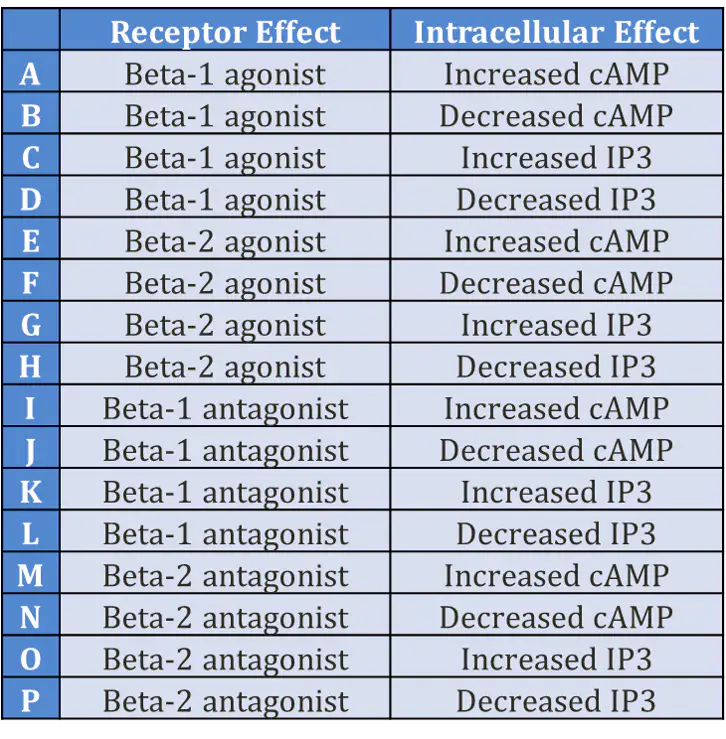 Receptor Effect Intracellular Effect
A Beta-1 agonist Increased cAMP
B Beta-1 agonist Decreased cAMP
C Beta-1 agonist Increased IP3
D Beta-1 agonist Decreased IP3
E Beta-2 agonist Increased cAMP
F Beta-2 agonist Decreased cAMP
G Beta-2 agonist Increased IP3
H Beta-2 agonist Decreased IP3
I Beta-1 antagonist Increased cAMP
J Beta-1 antagonist Decreased cAMP
K Beta-1 antagonist Increased IP3
L Beta-1 antagonist Decreased IP3
M Beta-2 antagonist Increased cAMP
N Beta-2 antagonist Decreased cAMP
O Beta-2 antagonist Increased IP3
P Beta-2 antagonist Decreased IP3